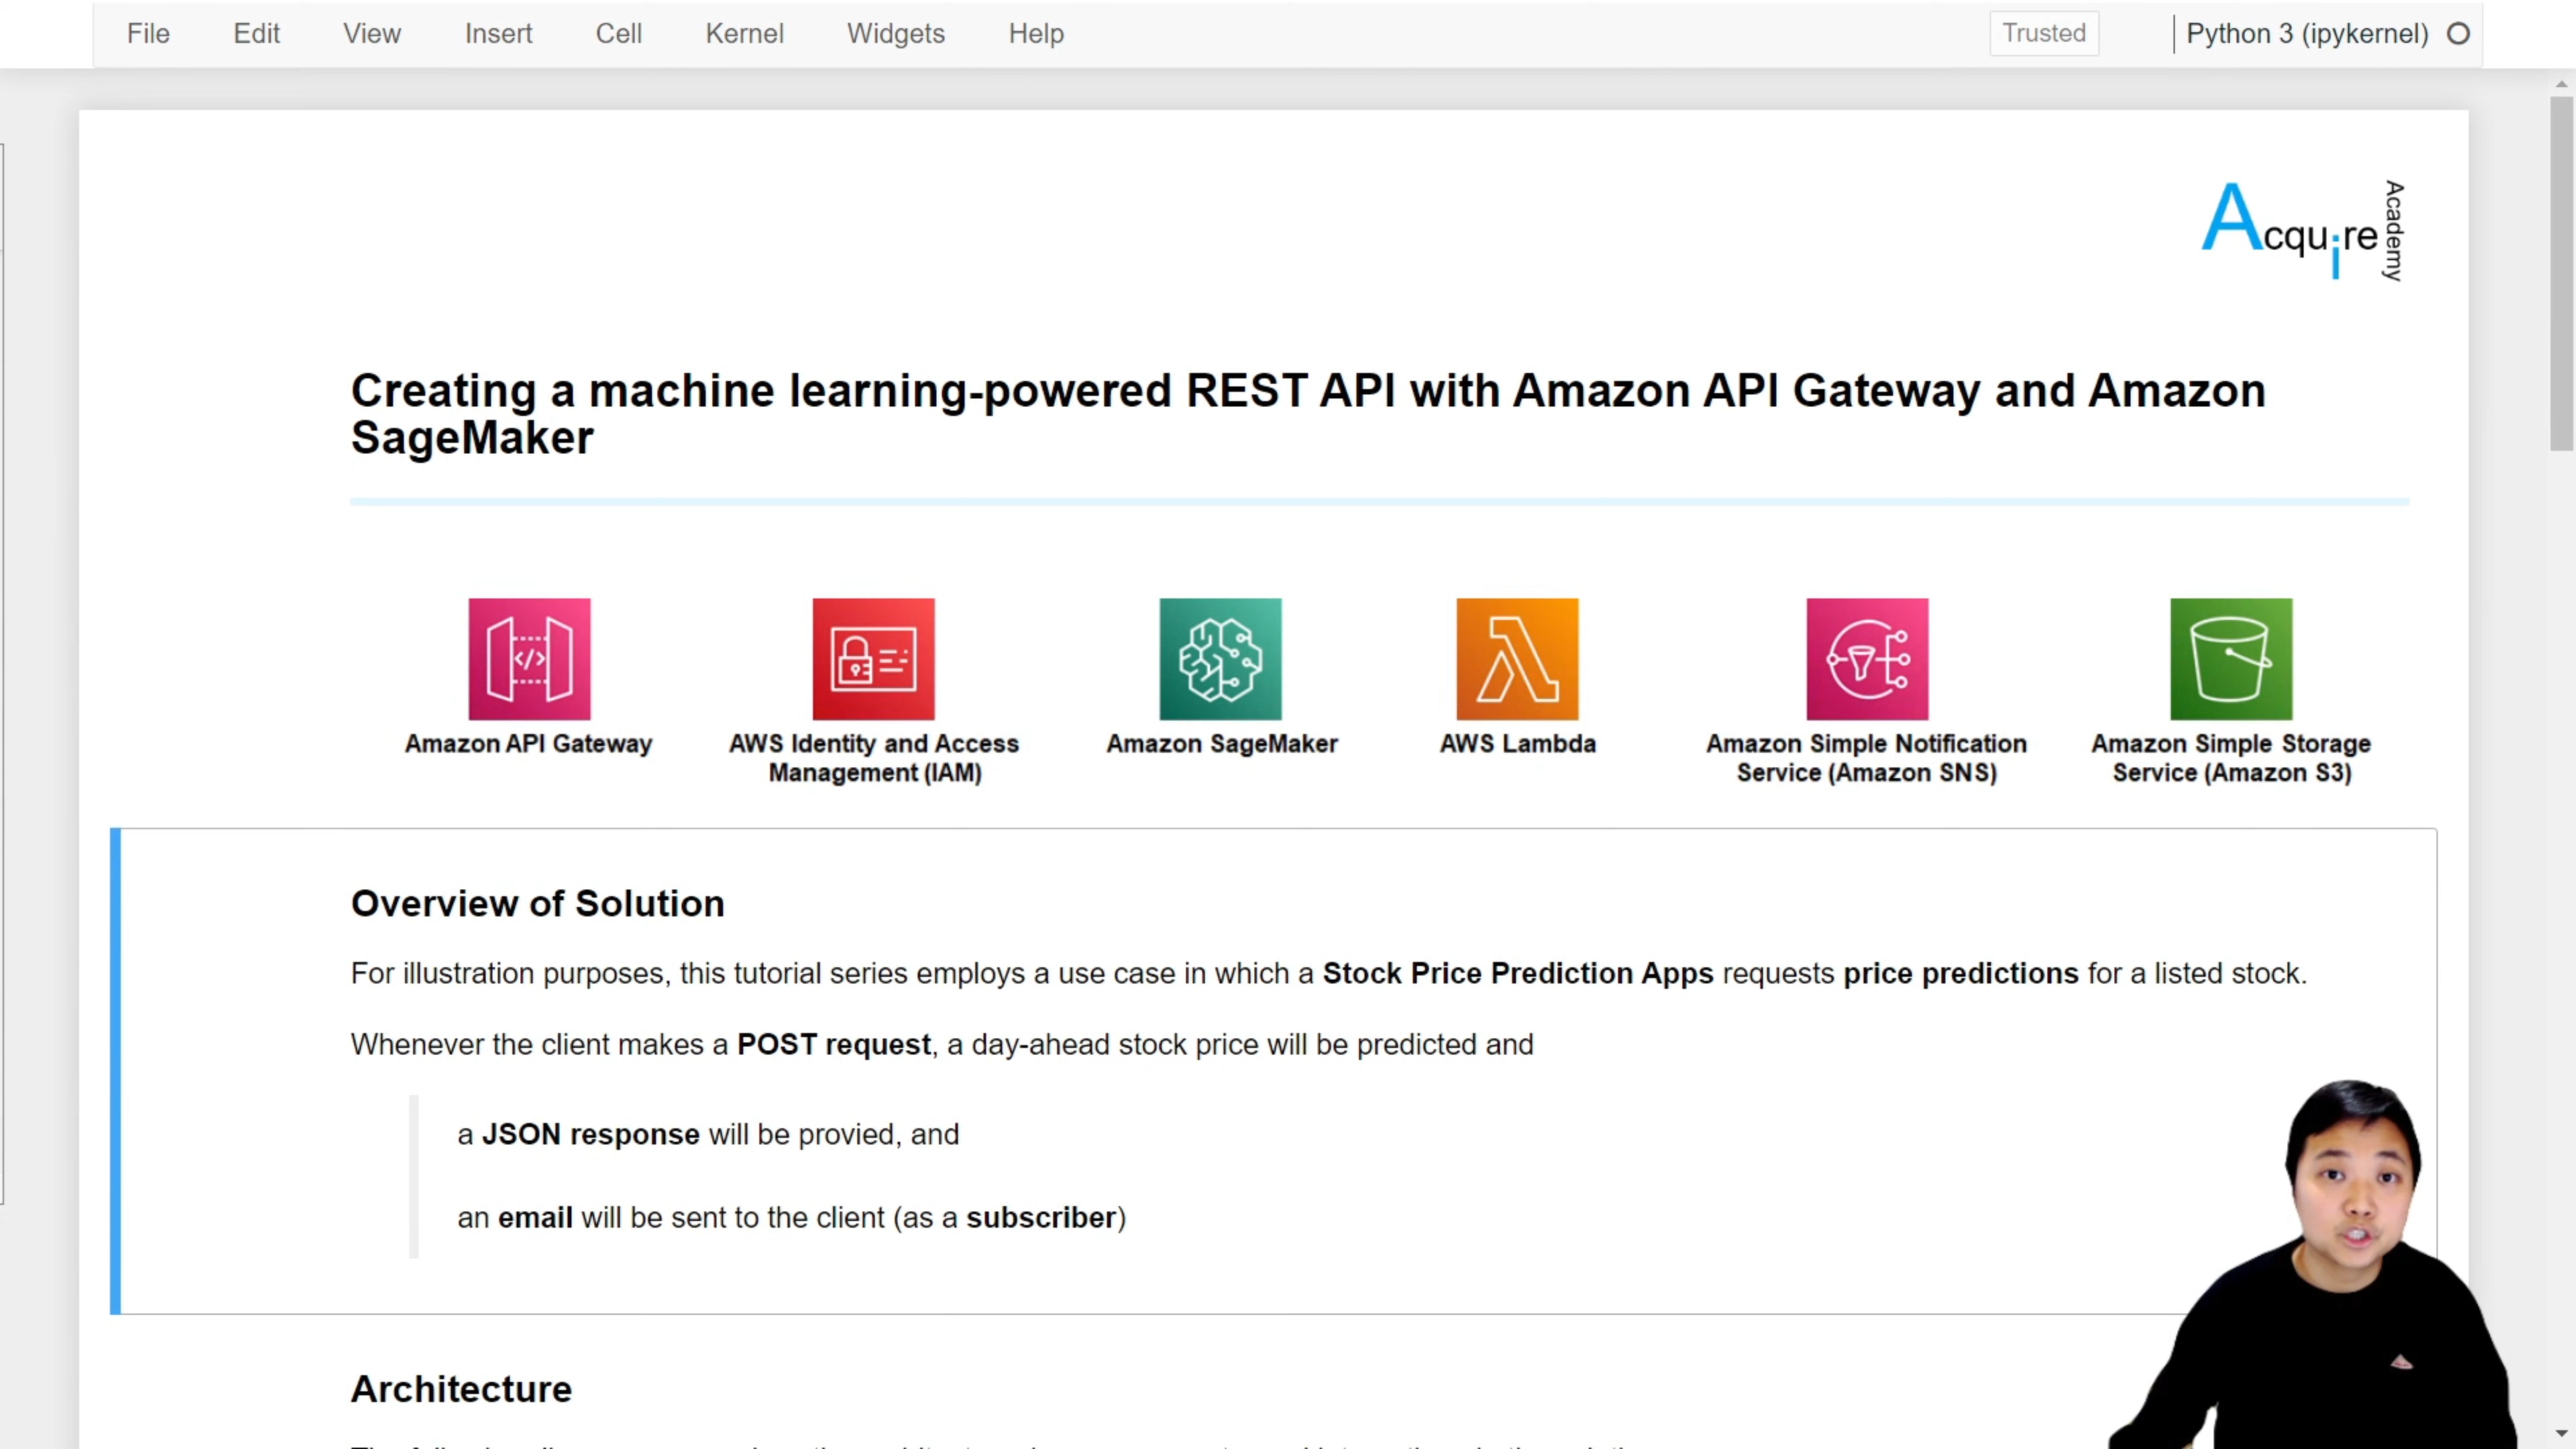 File Edit View Insert Cell Kernel Widgets Help Trusted Python 3 (ipykernel)
Acquire Academy
Creating a machine learning-powered REST API with Amazon API Gateway and Amazon
SageMaker
Amazon API Gateway
AWS Identity and Access
Management (IAM)
Amazon SageMaker
AWS Lambda
Amazon Simple Notification
Service (Amazon SNS)
Amazon Simple Storage
Service (Amazon S3)
Overview of Solution
For illustration purposes, this tutorial series employs a use case in which a Stock Price Prediction Apps requests price predictions for a listed stock.
Whenever the client makes a POST request, a day-ahead stock price will be predicted and
a JSON response will be provied, and
an email will be sent to the client (as a subscriber)
Architecture